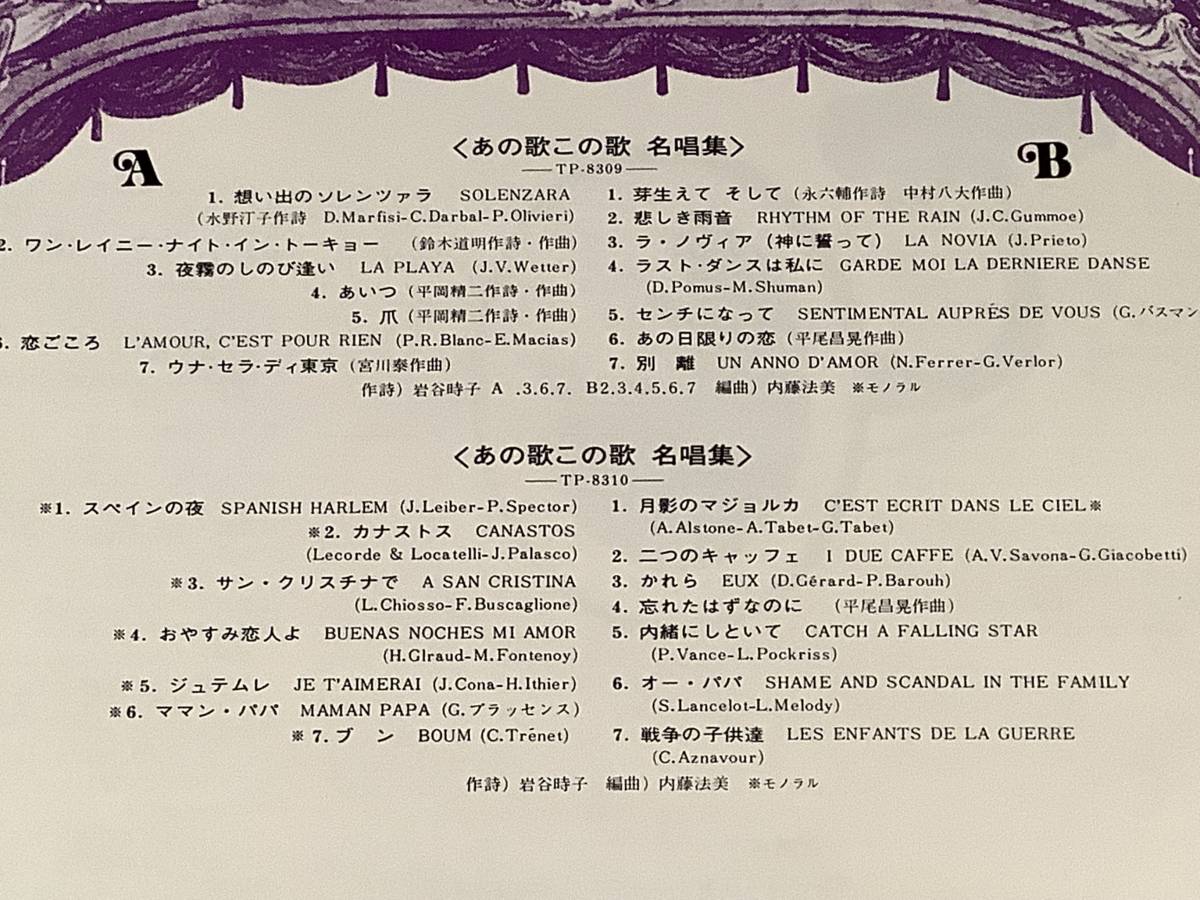 A
B
<あの歌この歌 名唱集>
TP-8309
1. 想い出のソレンツァラ SOLENZARA
(水野汀子作詩 D.Marfisi-C.Darbal-P.Olivieri)
2. ワン・レイニー・ナイト・イン・トーキョー (鈴木道明作詩・作曲)
3. 夜霧のしのび逢い LA PLAYA (J.V.Wetter)
4. あいつ (平岡精二作詩・作曲)
5. 爪 (平岡精二作詩・作曲)
6. 恋ごころ L'AMOUR, C'EST POUR RIEN (P.R.Blanc-E.Macias)
7. ウナ・セラ・ディ東京 (宮川泰作曲)
1. 芽生えて そして (永六輔作詩 中村八大作曲)
2. 悲しき雨音 RHYTHM OF THE RAIN (J.C.Gummoe)
3. ラ・ノヴィア (神に誓って) LA NOVIA (J.Prieto)
4. ラスト・ダンスは私に GARDE MOI LA DERNIERE DANSE
(D.Pomus-M.Shuman)
5. センチになって SENTIMENTAL AUPRÉS DE VOUS (G.バスマン
6. あの日限りの恋 (平尾昌晃作曲)
7. 別 離 UN ANNO D'AMOR (N.Ferrer-G.Verlor)
作詩) 岩谷時子 A .3.6.7. B2.3.4.5.6.7 編曲) 内藤法美 ※モノラル
<あの歌この歌 名唱集>
TP-8310
※1. スペインの夜 SPANISH HARLEM (J.Leiber-P.Spector)
※2. カナストス CANASTOS
(Lecorde & Locatelli-J.Palasco)
※3. サン・クリスチナで A SAN CRISTINA
(L.Chiosso-F.Buscaglione)
※4. おやすみ恋人よ BUENAS NOCHES MI AMOR
(H.Glraud-M.Fontenoy)
※5. ジュテムレ JE T'AIMERAI (J.Cona-H.Ithier)
※6. ママン・パパ MAMAN PAPA (G.ブラッセンス)
※7. ブ ン BOUM (C.Trénet)
1. 月影のマジョルカ C'EST ECRIT DANS LE CIEL※
(A.Alstone-A.Tabet-G.Tabet)
2. 二つのキャッフェ I DUE CAFFE (A.V.Savona-G.Giacobetti)
3. かれら EUX (D.Gérard-P.Barouh)
4. 忘れたはずなのに (平尾昌晃作曲)
5. 内緒にしといて CATCH A FALLING STAR
(P.Vance-L.Pockriss)
6. オー・パパ SHAME AND SCANDAL IN THE FAMILY
(S.Lancelot-L.Melody)
7. 戦争の子供達 LES ENFANTS DE LA GUERRE
(C.Aznavour)
作詩) 岩谷時子 編曲) 内藤法美 ※モノラル